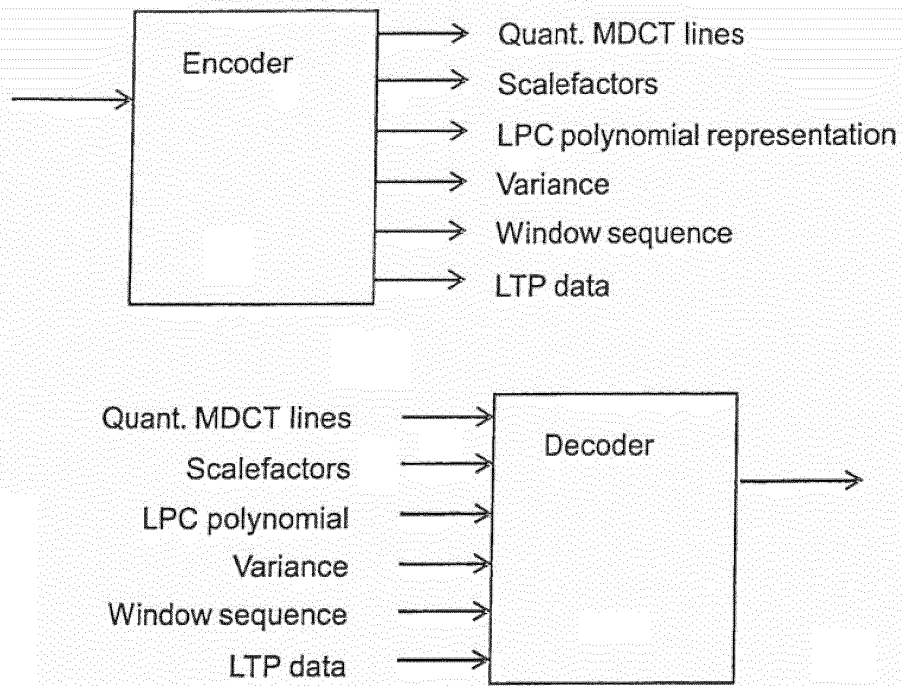 Encoder
Quant. MDCT lines
Scalefactors
LPC polynomial representation
Variance
Window sequence
LTP data
Quant. MDCT lines
Scalefactors
LPC polynomial
Variance
Window sequence
LTP data
Decoder